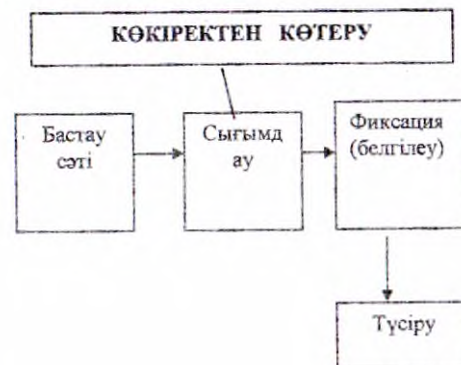 КӨКІРЕКТЕН КӨТЕРУ
Бастау
сәті
Сығымд
ау
Фиксация
(белгілеу)
Түсіру